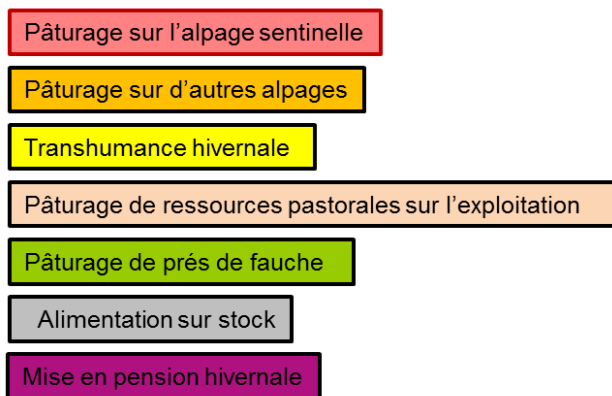 Pâturage sur l’alpage sentinelle
Pâturage sur d’autres alpages
Transhumance hivernale
Pâturage de ressources pastorales sur l’exploitation
Pâturage de prés de fauche
Alimentation sur stock
Mise en pension hivernale